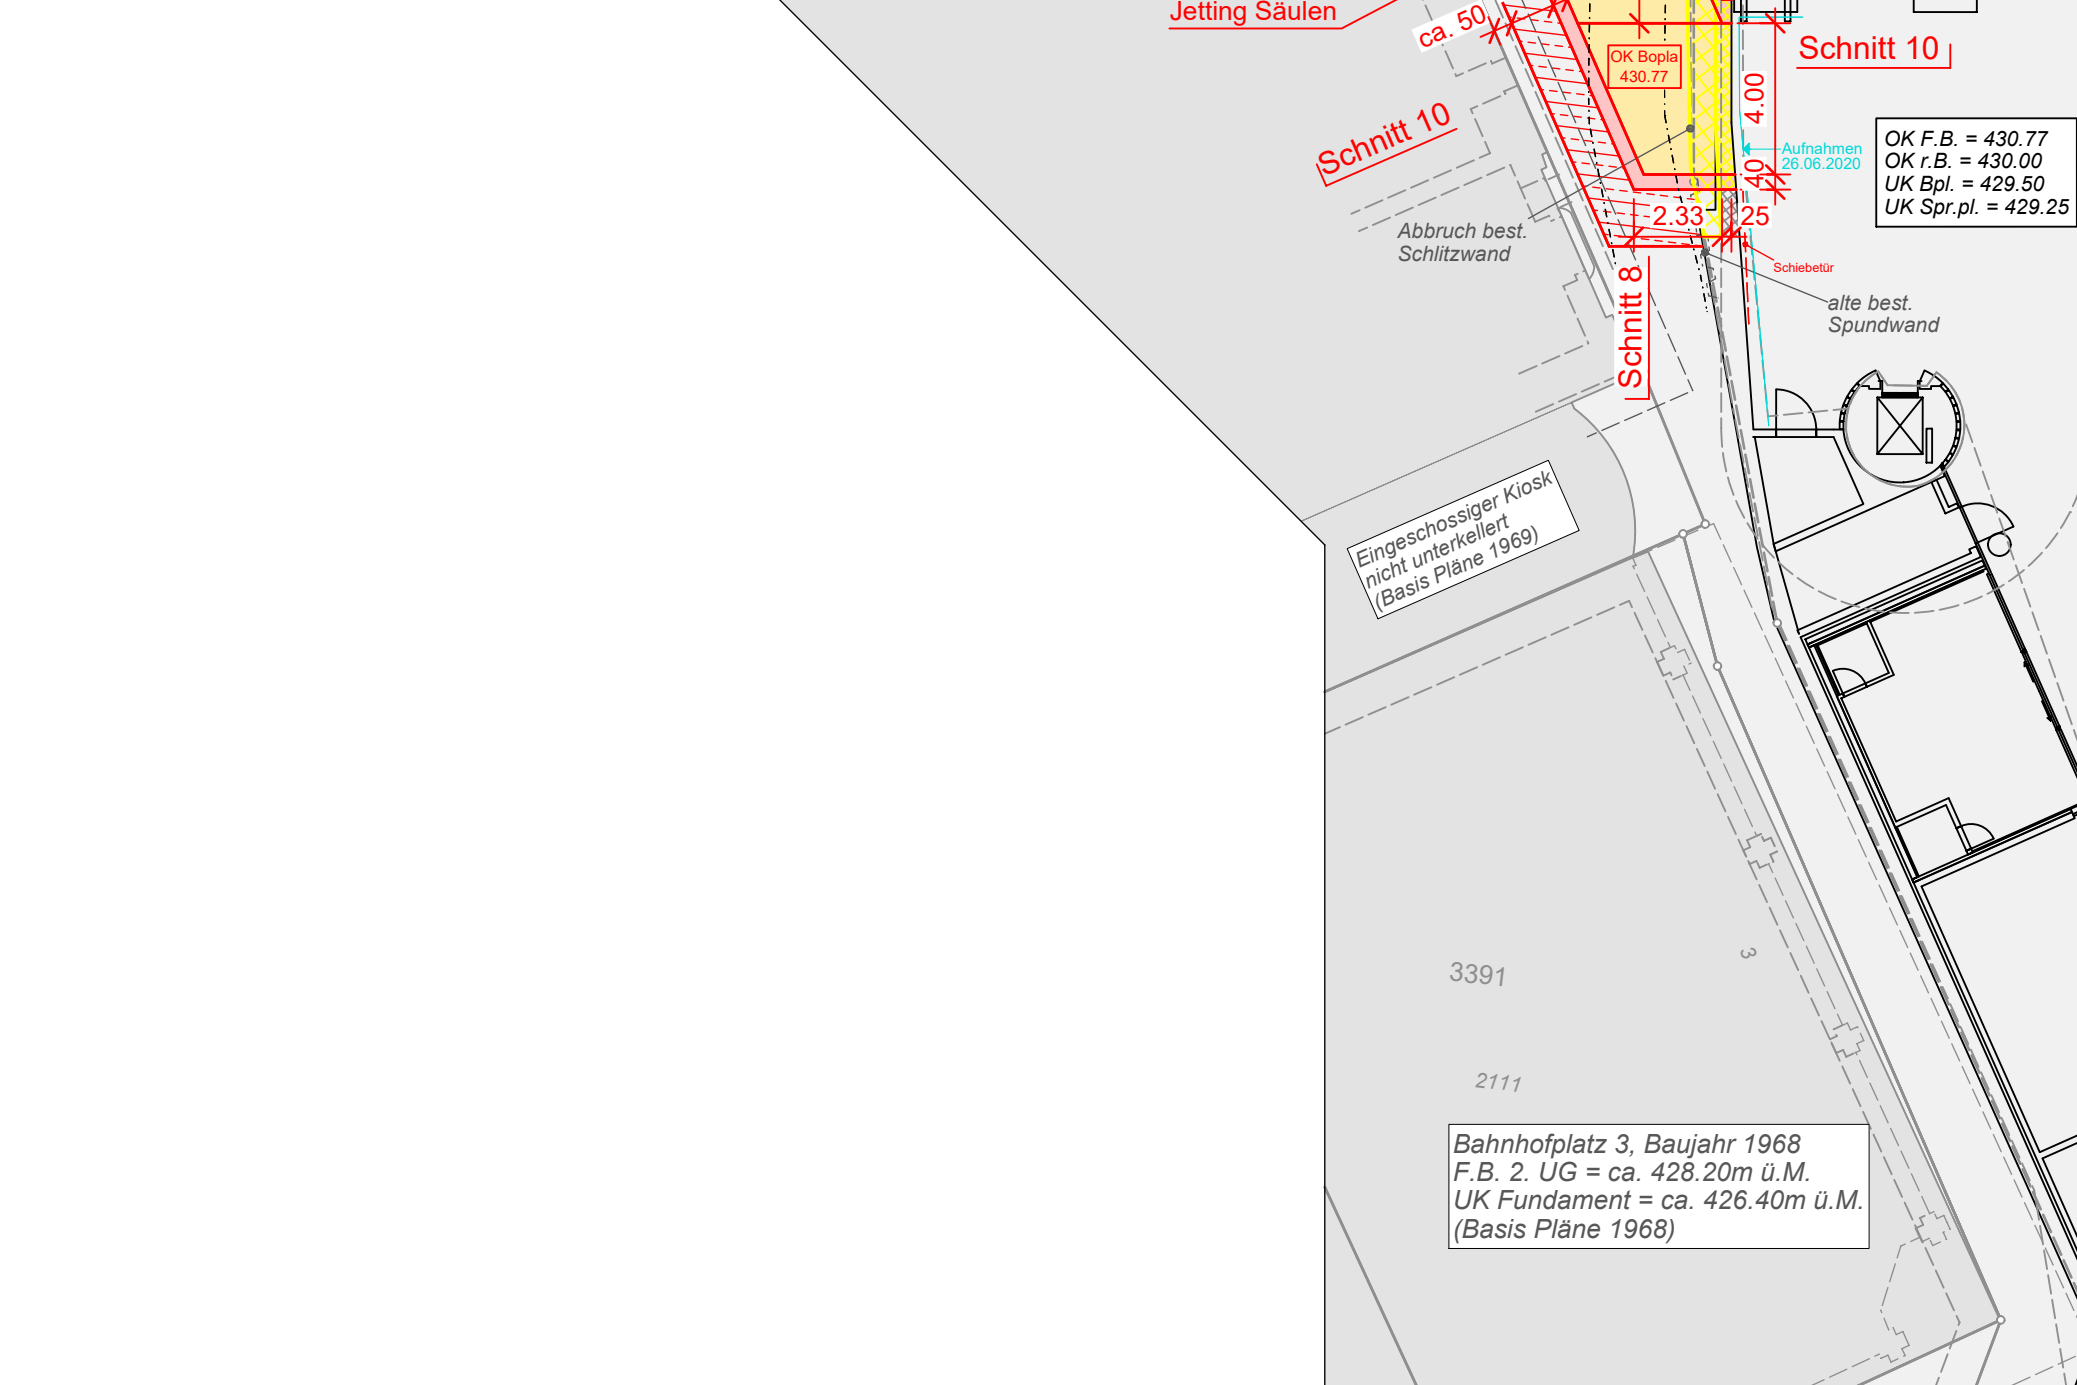 Jetting Säulen
ca. 50
OK Bopla
430.77
Schnitt 10
4.00
Schnitt 10
Aufnahmen
26.06.2020
OK F.B. = 430.77
OK r.B. = 430.00
UK Bpl. = 429.50
UK Spr.pl. = 429.25
40
2.33
25
Abbruch best.
Schlitzwand
Schiebetür
Schnitt 8
alte best.
Spundwand
Eingeschossiger Kiosk
nicht unterkellert
(Basis Pläne 1969)
3391
3
2111
Bahnhofplatz 3, Baujahr 1968
F.B. 2. UG = ca. 428.20m ü.M.
UK Fundament = ca. 426.40m ü.M.
(Basis Pläne 1968)